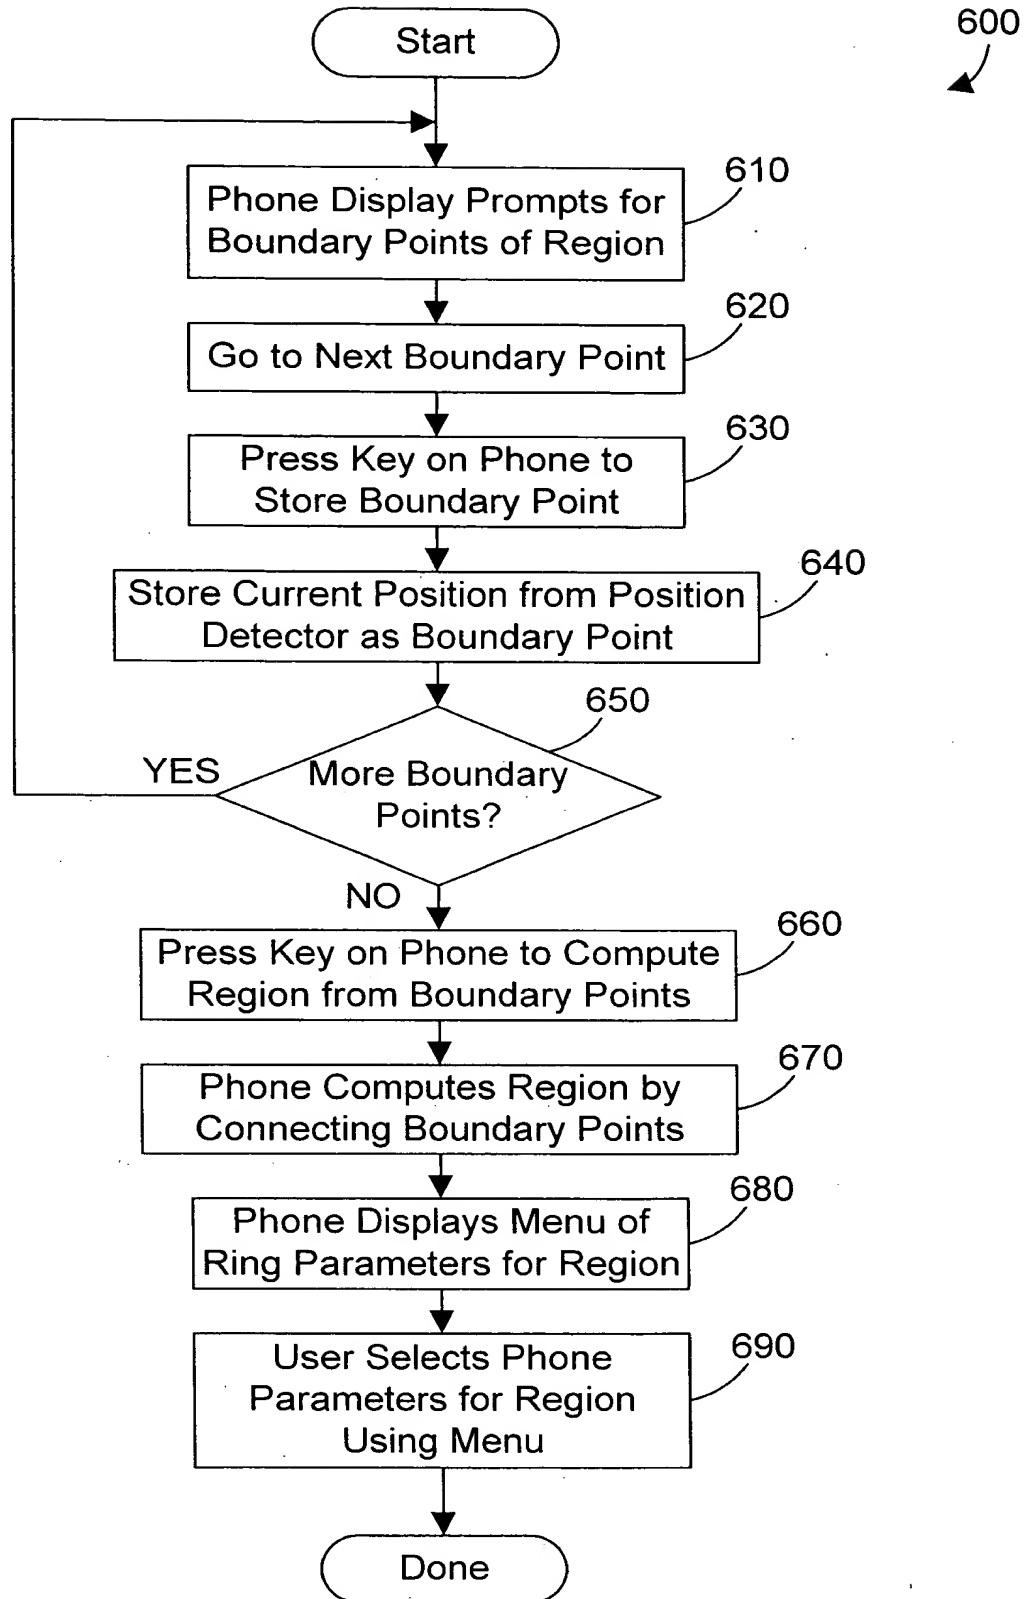 Start
600
610
Phone Display Prompts for
Boundary Points of Region
620
Go to Next Boundary Point
630
Press Key on Phone to
Store Boundary Point
640
Store Current Position from Position
Detector as Boundary Point
650
YES
More Boundary
Points?
NO
660
Press Key on Phone to Compute
Region from Boundary Points
670
Phone Computes Region by
Connecting Boundary Points
680
Phone Displays Menu of
Ring Parameters for Region
690
User Selects Phone
Parameters for Region
Using Menu
Done